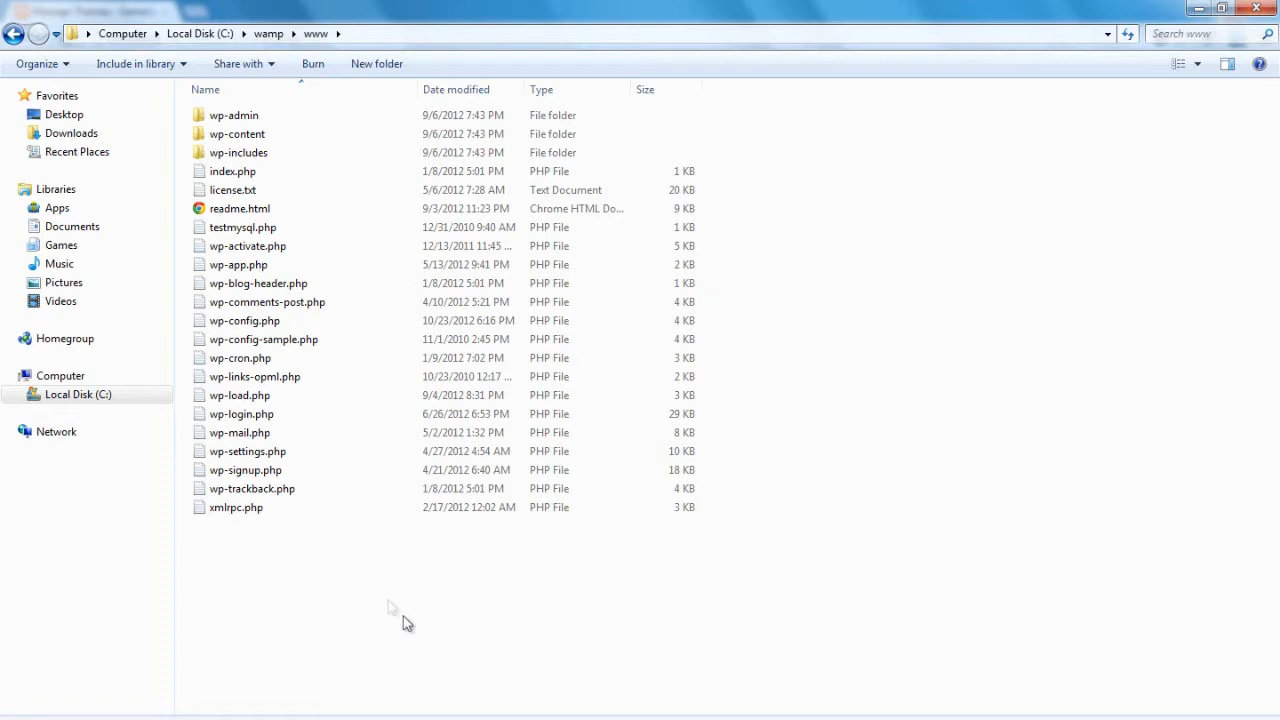 Computer Local Disk (C:) wamp www Search www
Organize Include in library Share with Burn New folder
Favorites
Desktop
Downloads
Recent Places
Libraries
Apps
Documents
Games
Music
Pictures
Videos
Homegroup
Computer
Local Disk (C:)
Network
Name Date modified Type Size
wp-admin 9/6/2012 7:43 PM File folder
wp-content 9/6/2012 7:43 PM File folder
wp-includes 9/6/2012 7:43 PM File folder
index.php 1/8/2012 5:01 PM PHP File 1 KB
license.txt 5/6/2012 7:28 AM Text Document 20 KB
readme.html 9/3/2012 11:23 PM Chrome HTML Do... 9 KB
testmysql.php 12/31/2010 9:40 AM PHP File 1 KB
wp-activate.php 12/13/2011 11:45 ... PHP File 5 KB
wp-app.php 5/13/2012 9:41 PM PHP File 2 KB
wp-blog-header.php 1/8/2012 5:01 PM PHP File 1 KB
wp-comments-post.php 4/10/2012 5:21 PM PHP File 4 KB
wp-config.php 10/23/2012 6:16 PM PHP File 4 KB
wp-config-sample.php 11/1/2010 2:45 PM PHP File 4 KB
wp-cron.php 1/9/2012 7:02 PM PHP File 3 KB
wp-links-opml.php 10/23/2010 12:17 ... PHP File 2 KB
wp-load.php 9/4/2012 8:31 PM PHP File 3 KB
wp-login.php 6/26/2012 6:53 PM PHP File 29 KB
wp-mail.php 5/2/2012 1:32 PM PHP File 8 KB
wp-settings.php 4/27/2012 4:54 AM PHP File 10 KB
wp-signup.php 4/21/2012 6:40 AM PHP File 18 KB
wp-trackback.php 1/8/2012 5:01 PM PHP File 4 KB
xmlrpc.php 2/17/2012 12:02 AM PHP File 3 KB